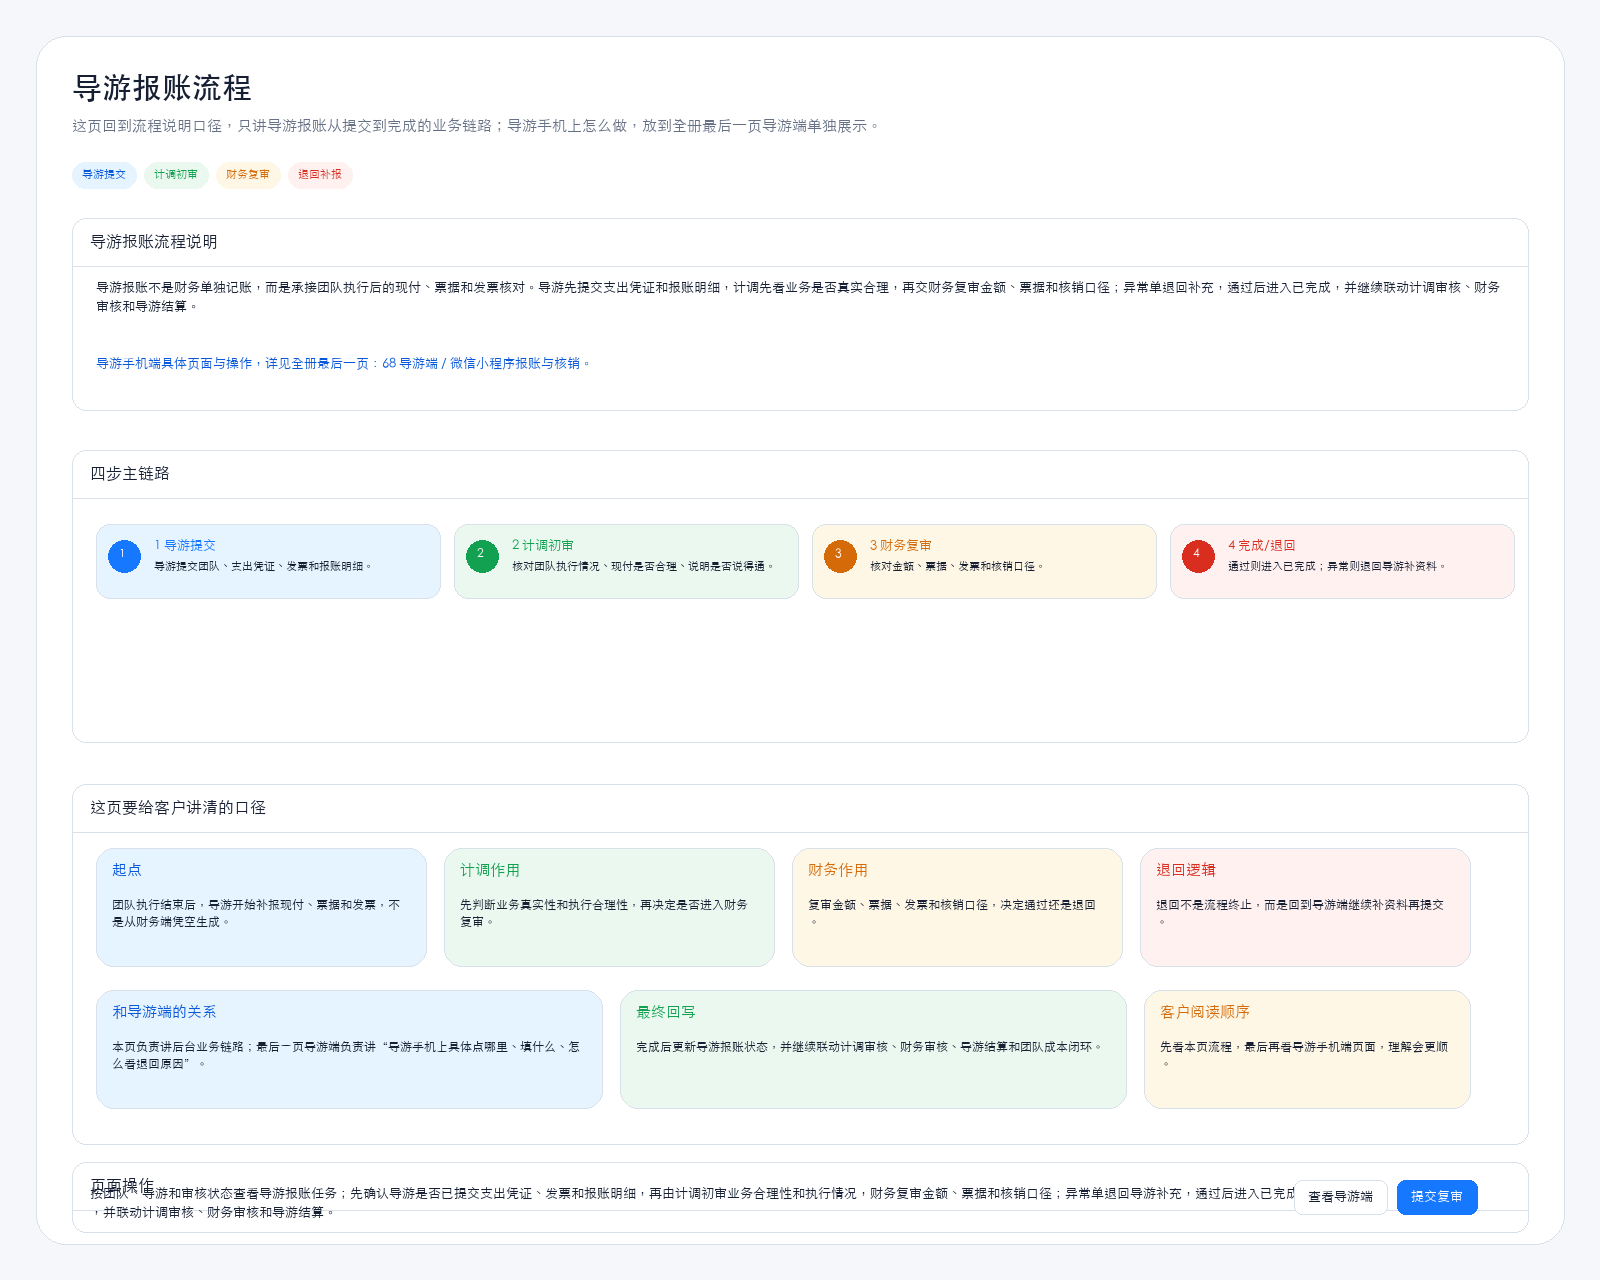 导游报账流程
这页回到流程说明口径，只讲导游报账从提交到完成的业务链路；导游手机上怎么做，放到全册最后一页导游端单独展示。
导游提交 计调初审 财务复审 退回补报
导游报账流程说明
导游报账不是财务单独记账，而是承接团队执行后的现付、票据和发票核对。导游先提交支出凭证和报账明细，计调先看业务是否真实合理，再交财务复审金额、票据和核销口径；异常单退回补充，通过后进入已完成，并继续联动计调审核、财务
审核和导游结算。
导游手机端具体页面与操作，详见全册最后一页：68 导游端 / 微信小程序报账与核销。
四步主链路
1
1 导游提交
导游提交团队、支出凭证、发票和报账明细。
2
2 计调初审
核对团队执行情况、现付是否合理、说明是否说得通。
3
3 财务复审
核对金额、票据、发票和核销口径。
4
4 完成/退回
通过则进入已完成；异常则退回导游补资料。
这页要给客户讲清的口径
起点
团队执行结束后，导游开始补报现付、票据和发票，不
是从财务端凭空生成。
计调作用
先判断业务真实性和执行合理性，再决定是否进入财务
复审。
财务作用
复审金额、票据、发票和核销口径，决定通过还是退回
。
退回逻辑
退回不是流程终止，而是回到导游端继续补资料再提交
。
和导游端的关系
本页负责讲后台业务链路；最后一页导游端负责讲“导游手机上具体点哪里、填什么、怎
么看退回原因”。
最终回写
完成后更新导游报账状态，并继续联动计调审核、财务审核、导游结算和团队成本闭环。
客户阅读顺序
先看本页流程，最后再看导游手机端页面，理解会更顺
。
页面操作
按团队、导游和审核状态查看导游报账任务；先确认导游是否已提交支出凭证、发票和报账明细，再由计调初审业务合理性和执行情况，财务复审金额、票据和核销口径；异常单退回导游补充，通过后进入已完成
，并联动计调审核、财务审核和导游结算。
查看导游端 提交复审